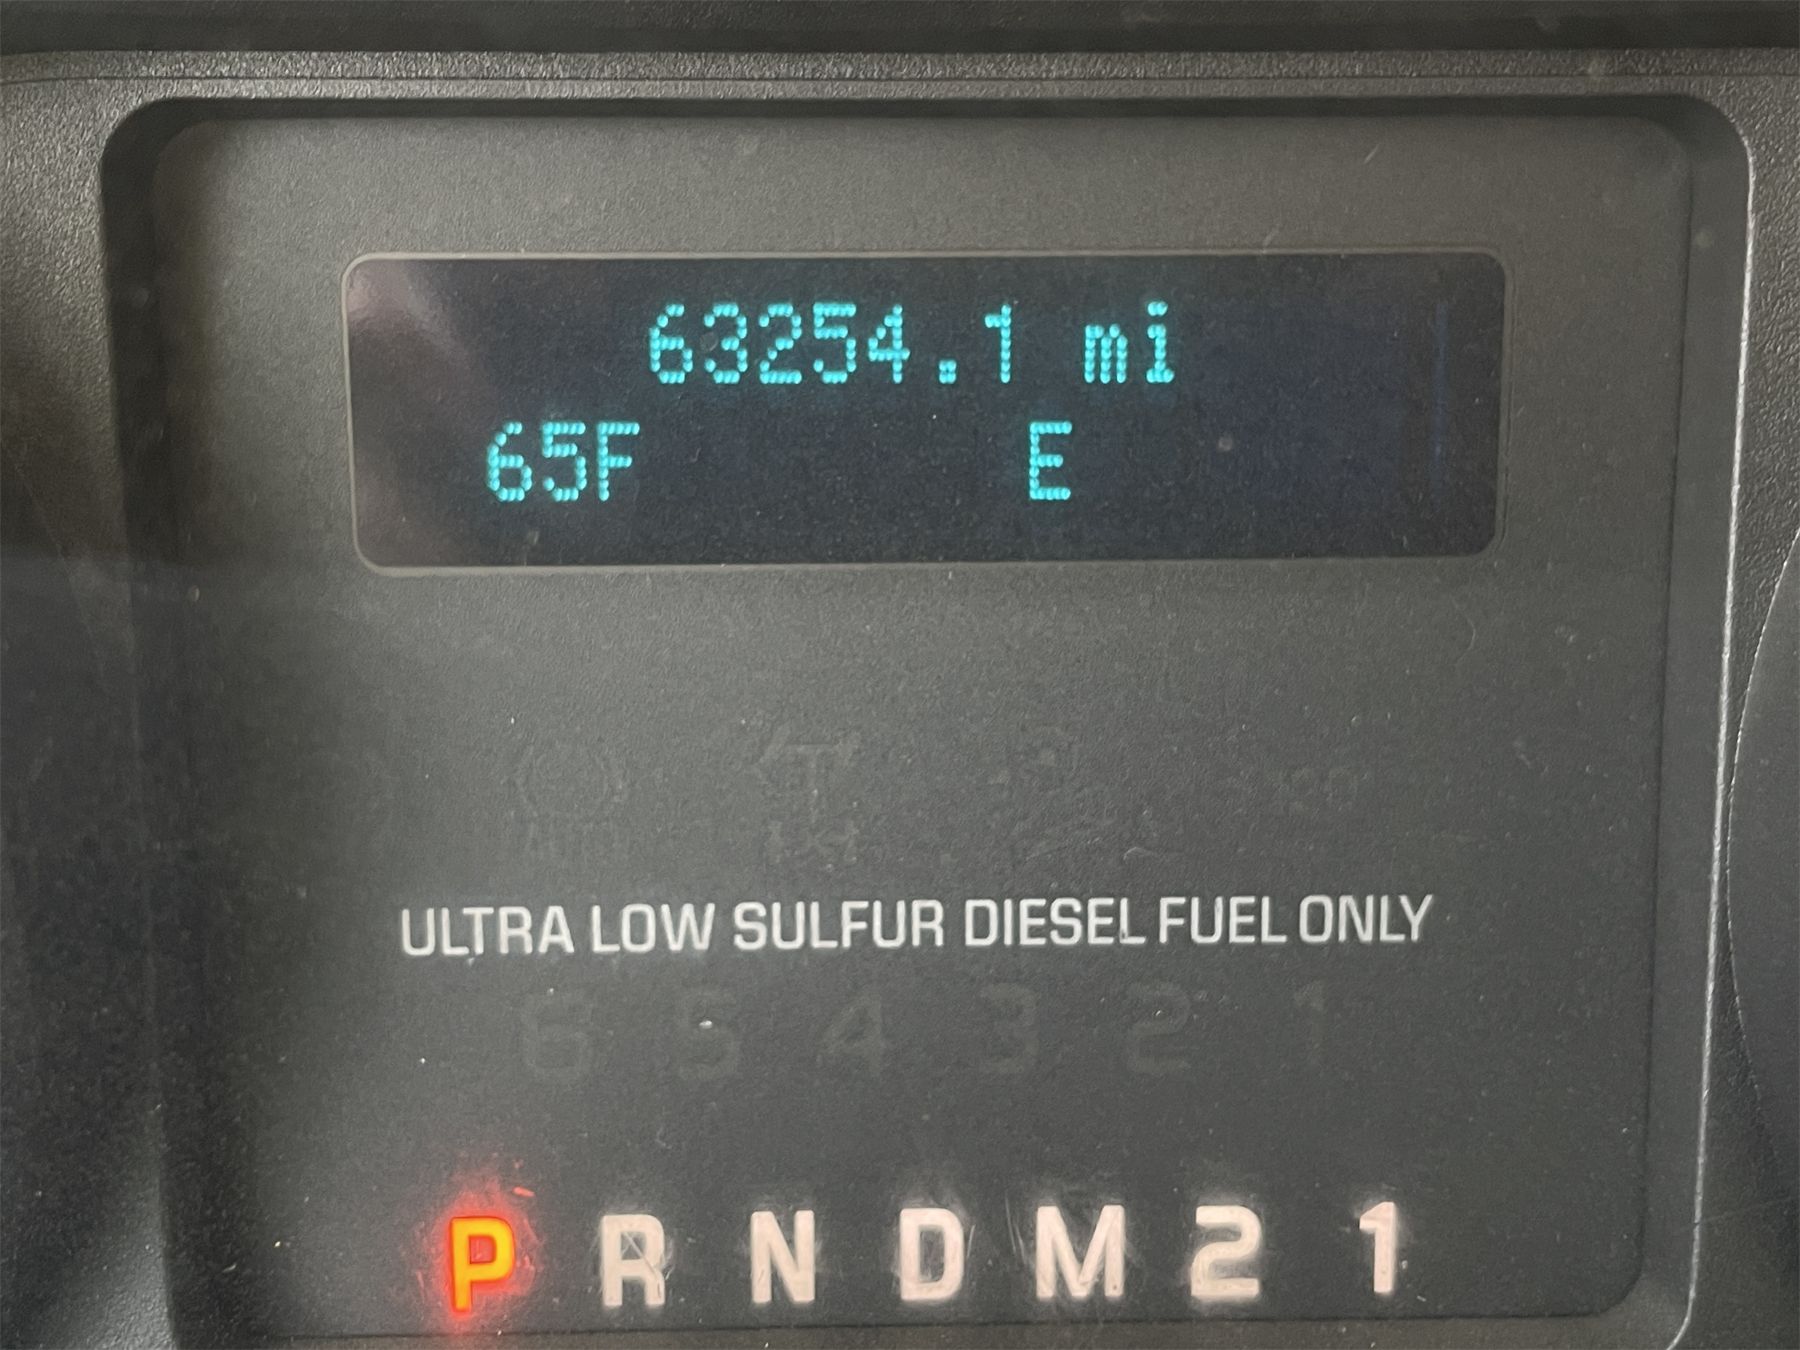 63254.1 mi
65F E
ULTRA LOW SULFUR DIESEL FUEL ONLY
6 5 4 3 2 1
P R N D M 2 1